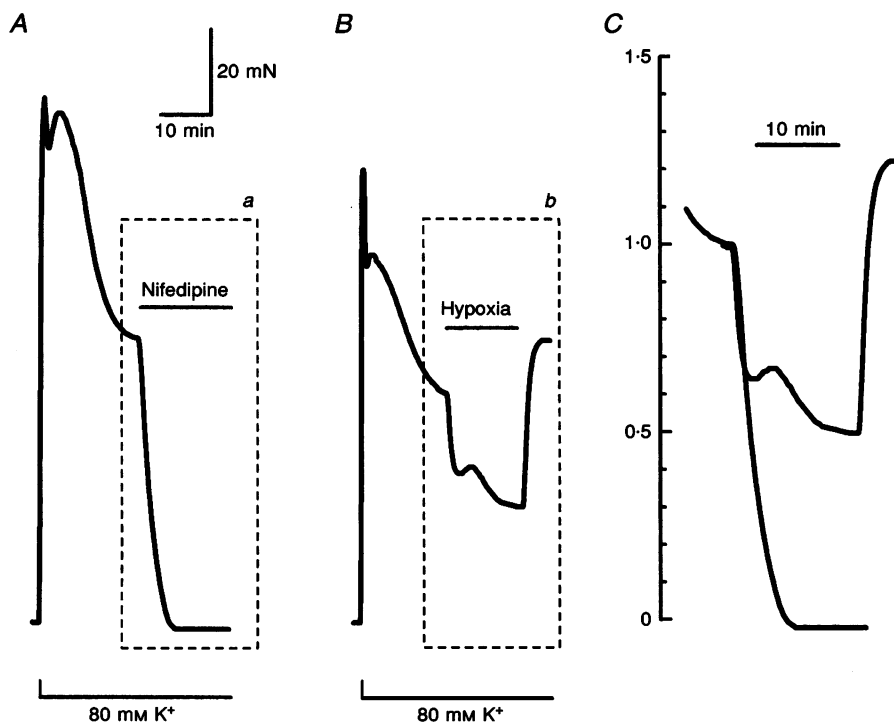 A
20 mN
10 min
a
Nifedipine
80 mM K⁺
B
b
Hypoxia
80 mM K⁺
C
1·5
10 min
1·0
0·5
0